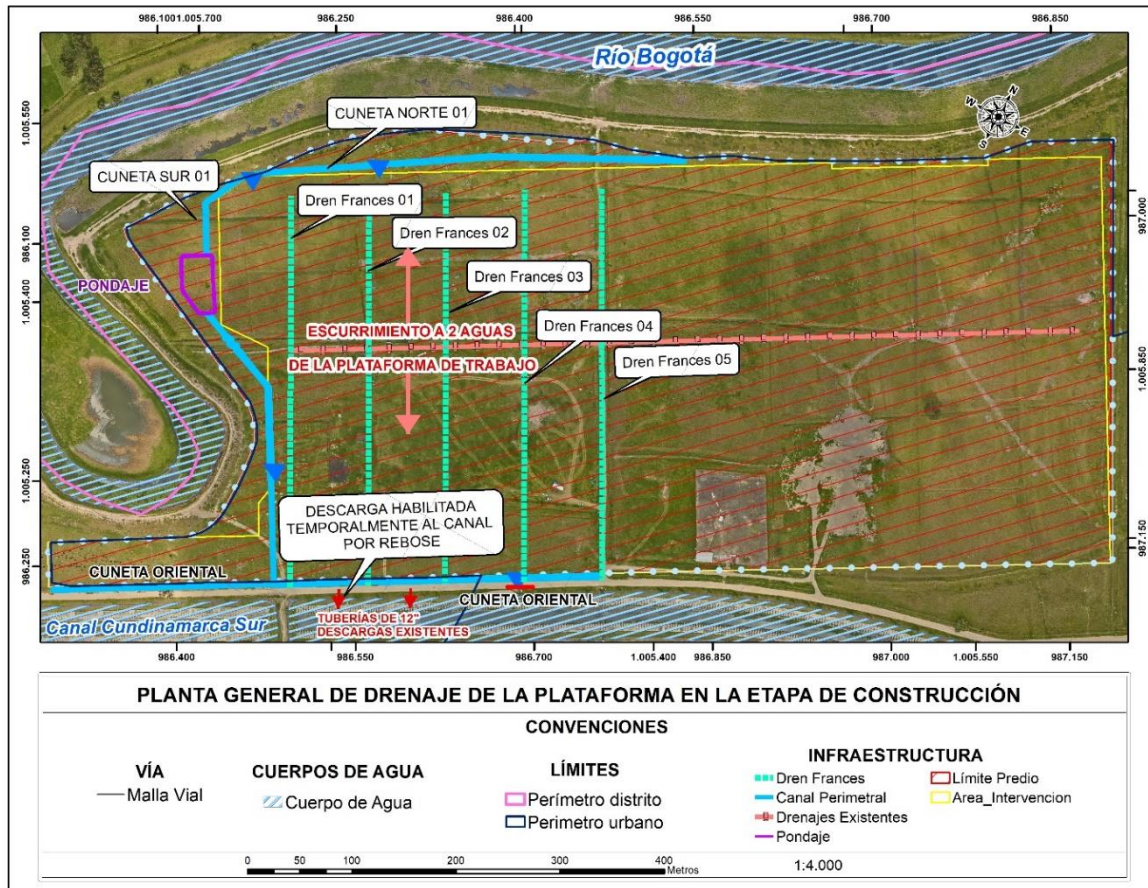 986.100
1.005.700
986.250
986.400
986.550
986.700
986.850
Río Bogotá
N
W
E
S
1.005.550
CUNETA NORTE 01
CUNETA SUR 01
Dren Frances 01
987.000
Dren Frances 02
986.100
PONDAJE
Dren Frances 03
1.005.400
ESCURRIMIENTO A 2 AGUAS
Dren Frances 04
DE LA PLATAFORMA DE TRABAJO
Dren Frances 05
1.005.850
1.005.250
DESCARGA HABILITADA
TEMPORALMENTE AL CANAL
POR REBOSE
987.150
986.250
CUNETA ORIENTAL
CUNETA ORIENTAL
TUBERÍAS DE 12"
DESCARGAS EXISTENTES
Canal Cundinamarca Sur
986.400
986.550
986.700
1.005.400
986.850
987.000
1.005.550
987.150
PLANTA GENERAL DE DRENAJE DE LA PLATAFORMA EN LA ETAPA DE CONSTRUCCIÓN
CONVENCIONES
VÍA
Malla Vial
CUERPOS DE AGUA
Cuerpo de Agua
LÍMITES
Perímetro distrito
Perimetro urbano
INFRAESTRUCTURA
Dren Frances
Canal Perimetral
Drenajes Existentes
Pondaje
Límite Predio
Area_Intervencion
0 50 100 200 300 400
Metros
1:4.000